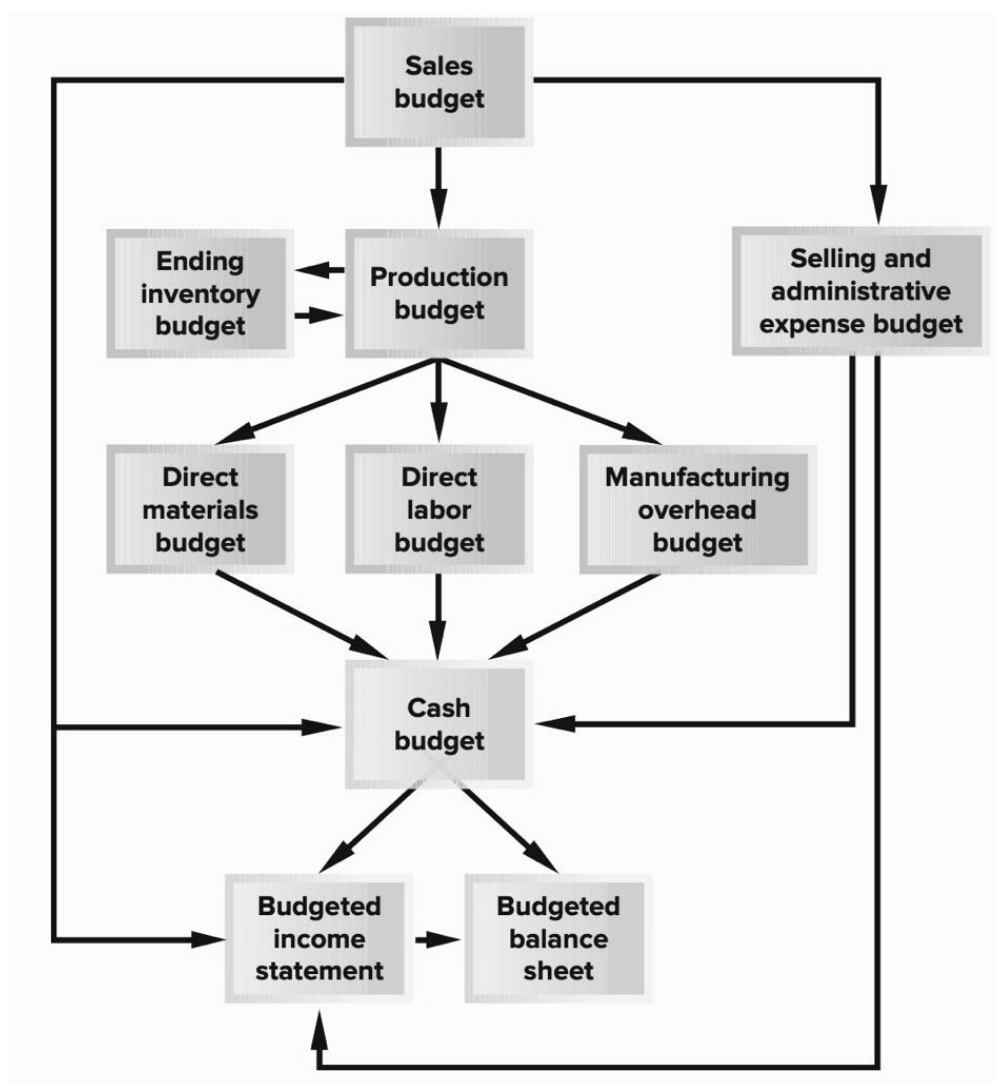 Sales
budget
Ending
inventory
budget
Production
budget
Selling and
administrative
expense budget
Direct
materials
budget
Direct
labor
budget
Manufacturing
overhead
budget
Cash
budget
Budgeted
income
statement
Budgeted
balance
sheet